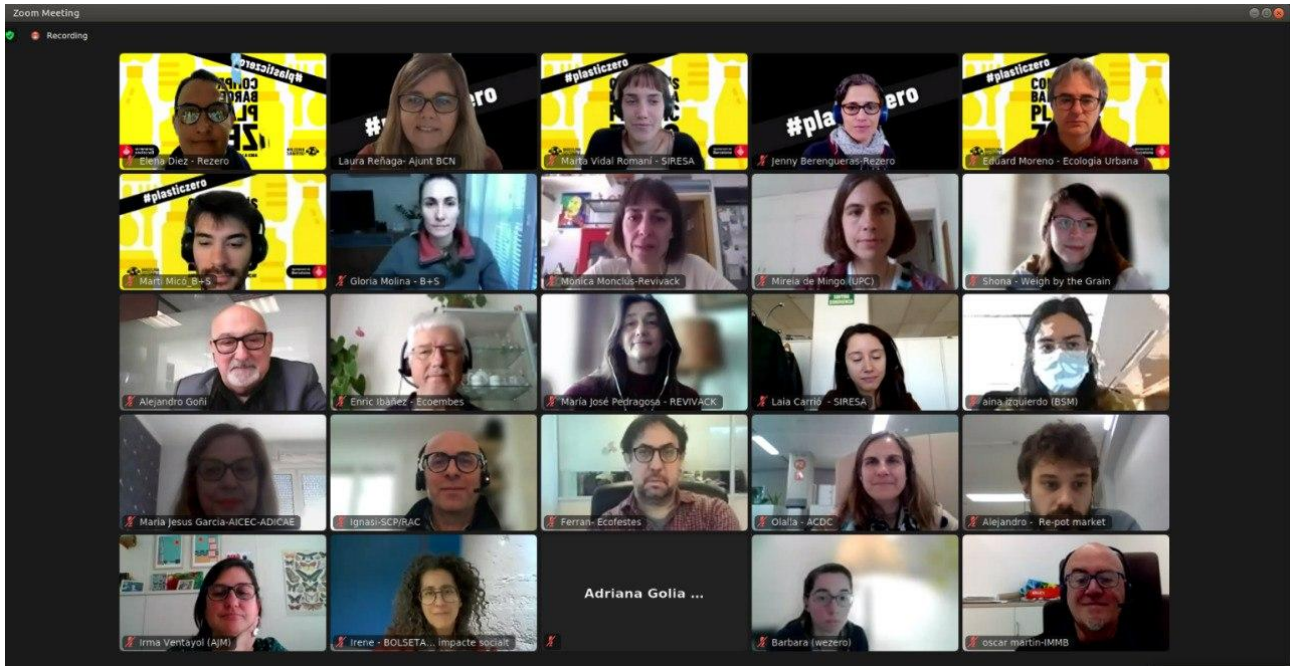 Zoom Meeting
Recording
#plasticzero
Elena Díez - Rezero
Laura Reñaga- Ajunt BCN
#plasticzero
Marta Vidal Romaní - SIRESA
#pla ero
Jenny Berengueras-Rezero
#plasticzero
Eduard Moreno - Ecologia Urbana
#plasticzero
Martí Micó_B+S
Gloria Molina - B+S
Mònica Monclús-Revivack
Mireia de Mingo (UPC)
Shona - Weigh by the Grain
Alejandro Goñi
Enric Ibáñez - Ecoembes
María José Pedragosa - REVIVACK
Laia Carrió - SIRESA
aina izquierdo (BSM)
Maria Jesus Garcia-AICEC-ADICAE
Ignasi-SCP/RAC
Ferran- Ecofestes
Olalla - ACDC
Alejandro - Re-pot market
Irma Ventayol (AJM)
Irene - BOLSETA... impacte socialt
Adriana Golia ...
Barbara (wezero)
oscar martin-IMMB